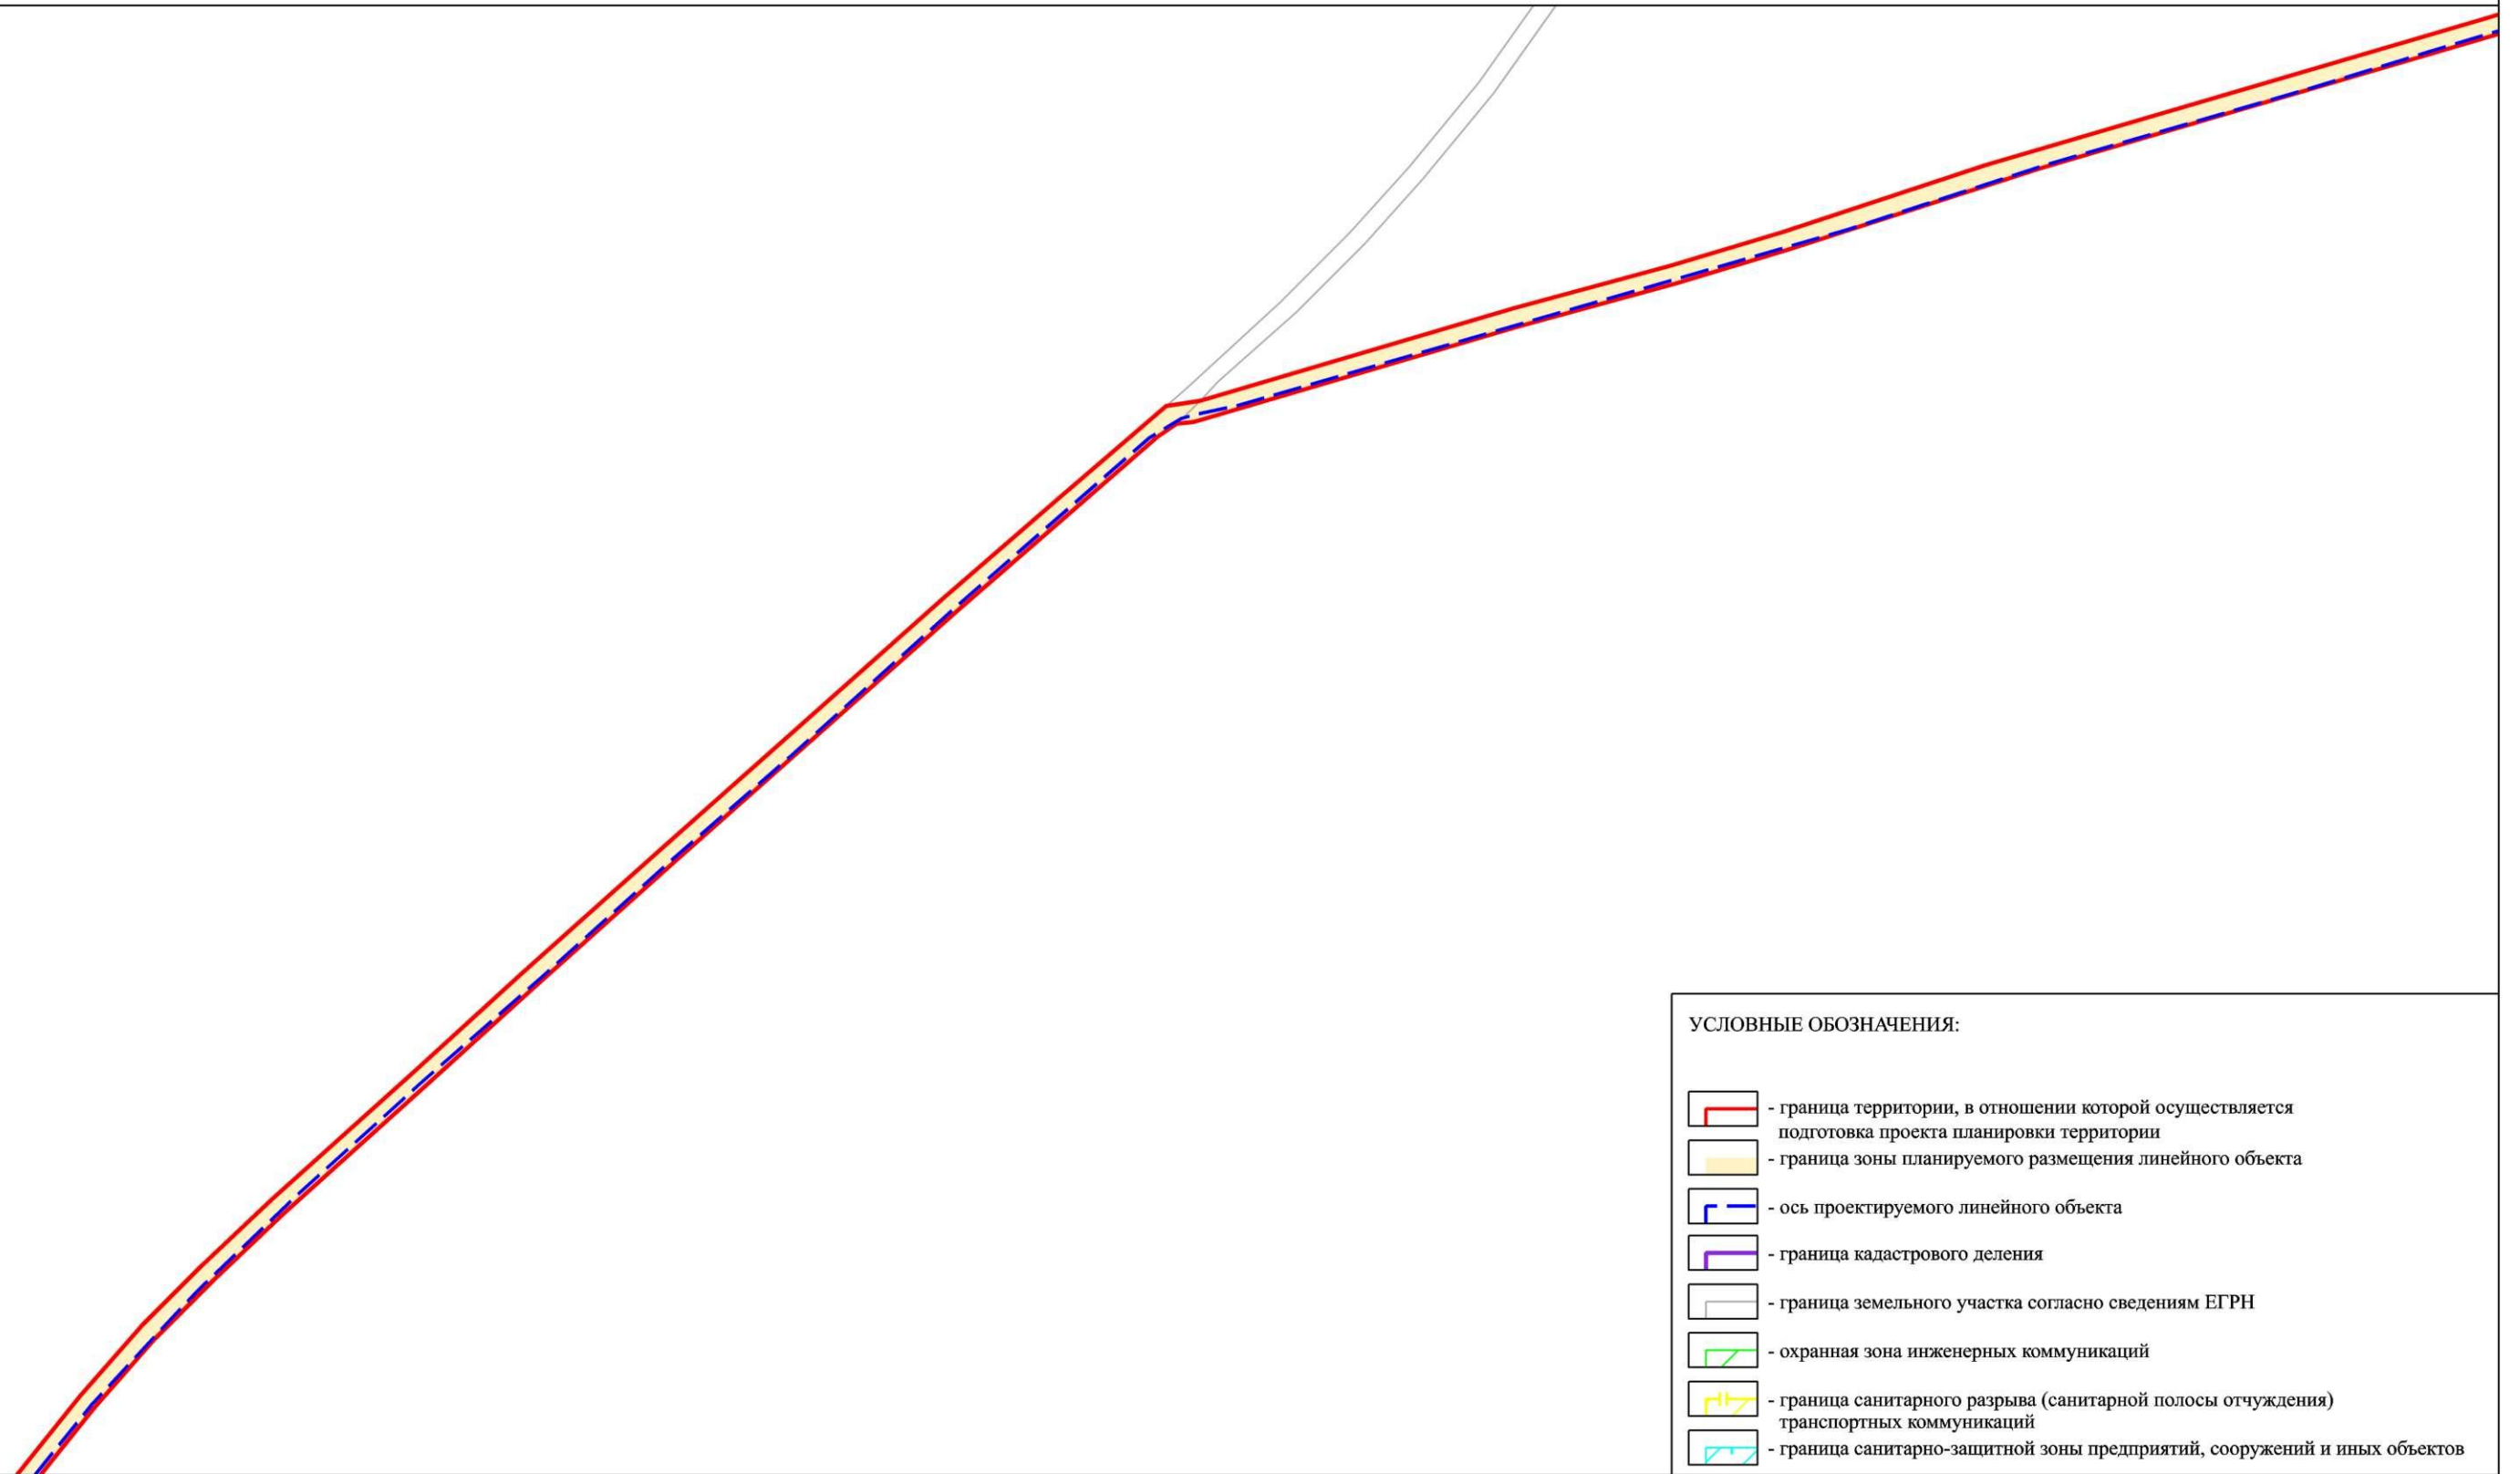 УСЛОВНЫЕ ОБОЗНАЧЕНИЯ:
- граница территории, в отношении которой осуществляется
подготовка проекта планировки территории
- граница зоны планируемого размещения линейного объекта
- ось проектируемого линейного объекта
- граница кадастрового деления
- граница земельного участка согласно сведениям ЕГРН
- охранная зона инженерных коммуникаций
- граница санитарного разрыва (санитарной полосы отчуждения)
транспортных коммуникаций
- граница санитарно-защитной зоны предприятий, сооружений и иных объектов